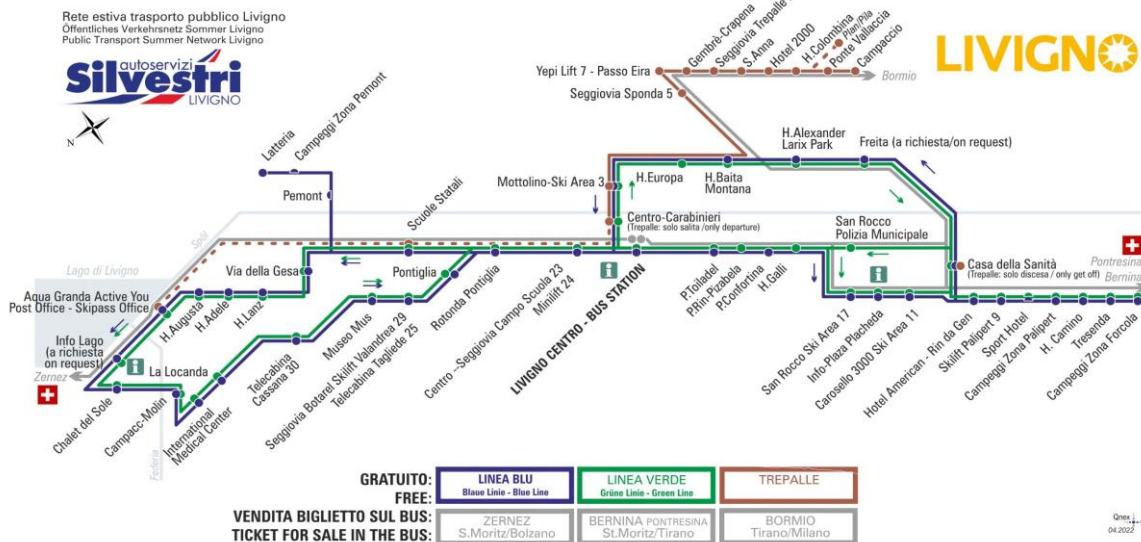 Rete estiva trasporto pubblico Livigno
Öffentliches Verkehrsnetz Sommer Livigno
Public Transport Summer Network Livigno
autoservizi
Silvestri
LIVIGNO
N
LIVIGNO
Gembrè-Crapena
Seggiovia Trepalle
S.Anna
Hotel 2000
H.Colombina
Plan/Pila
Ponte Vallaccia
Campaccio
Bormio
Yepi Lift 7 - Passo Eira
Seggiovia Sponda 5
Latteria
Campeggi Zona Pemont
Pemont
Scuole Statali
Mottolino-Ski Area 3
H.Europa
H.Baita
Montana
H.Alexander
Larix Park
Freita (a richiesta/on request)
Centro-Carabinieri
(Trepalle: solo salita /only departure)
San Rocco
Polizia Municipale
Casa della Sanità
(Trepalle: solo discesa / only get off)
Pontresina
Bernina
Spöl
Lago di Livigno
Via della Gesa
Pontiglia
Aqua Granda Active You
Post Office - Skipass Office
H.Augusta
H.Adele
H.Lanz
Info Lago
(a richiesta
on request)
i
i
i
Zernez
La Locanda
Chalet del Sole
Campacc-Molin
Federia
International
Medical Center
Telecabina
Cassana 30
Museo Mus
Seggiovia Botarel Skilift Valandrea 29
Telecabina Tagliede 25
Rotonda Pontiglia
Centro --Seggiovia Campo Scuola 23
Minilift 24
LIVIGNO CENTRO - BUS STATION
P.Toiladel
P.Rin-Pizabela
P.Confortina
H.Galli
San Rocco Ski Area 17
Info-Plaza Placheda
Carosello 3000 Ski Area 11
Hotel American - Rin da Gen
Skilift Palipert 9
Sport Hotel
Campeggi Zona Palipert
H. Camino
Tresenda
Campeggi Zona Forcola
GRATUITO:
FREE:
LINEA BLU
Blaue Linie - Blue Line
LINEA VERDE
Grüne Linie - Green Line
TREPALLE
VENDITA BIGLIETTO SUL BUS:
TICKET FOR SALE IN THE BUS:
ZERNEZ
S.Moritz/Bolzano
BERNINA PONTRESINA
St.Moritz/Tirano
BORMIO
Tirano/Milano
Qnex
04.2022